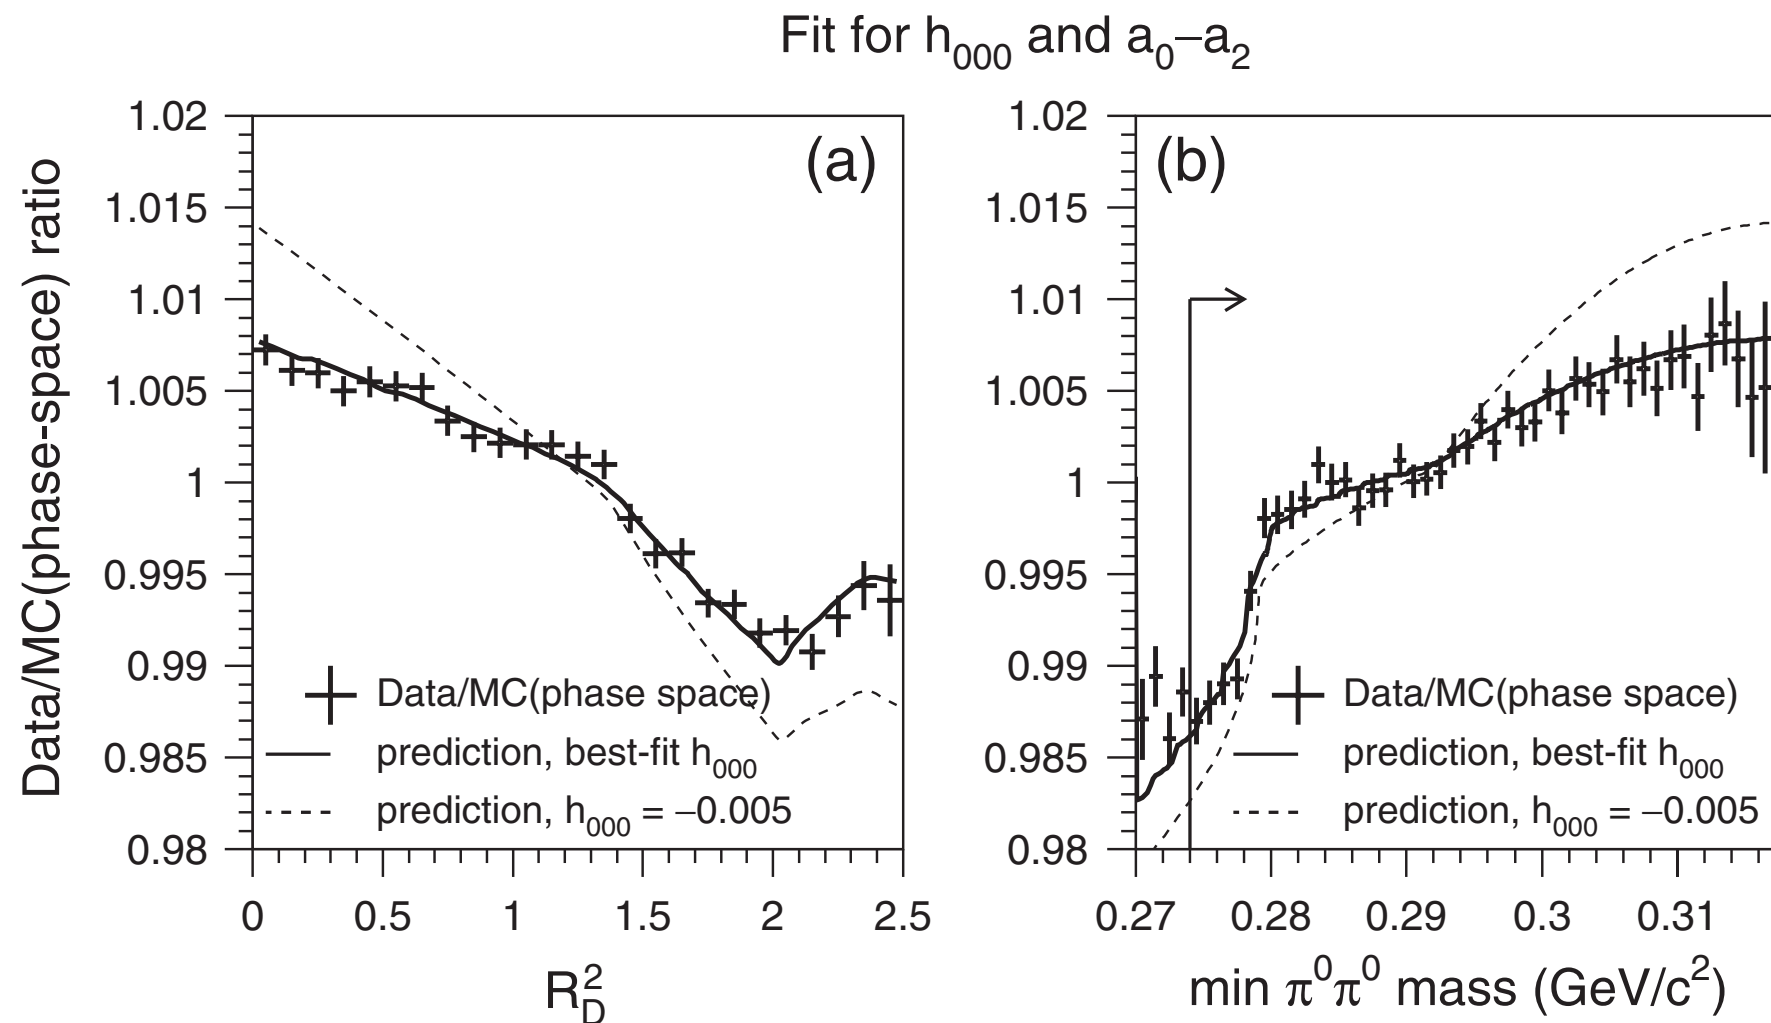 Fit for h000 and a0–a2
Data/MC(phase-space) ratio
1.02
1.015
1.01
1.005
1
0.995
0.99
0.985
0.98
(a)
Data/MC(phase space)
prediction, best-fit h000
prediction, h000 = –0.005
0
0.5
1
1.5
2
2.5
R_D^2
1.02
1.015
1.01
1.005
1
0.995
0.99
0.985
0.98
(b)
Data/MC(phase space)
prediction, best-fit h000
prediction, h000 = –0.005
0.27
0.28
0.29
0.3
0.31
min π⁰π⁰ mass (GeV/c²)